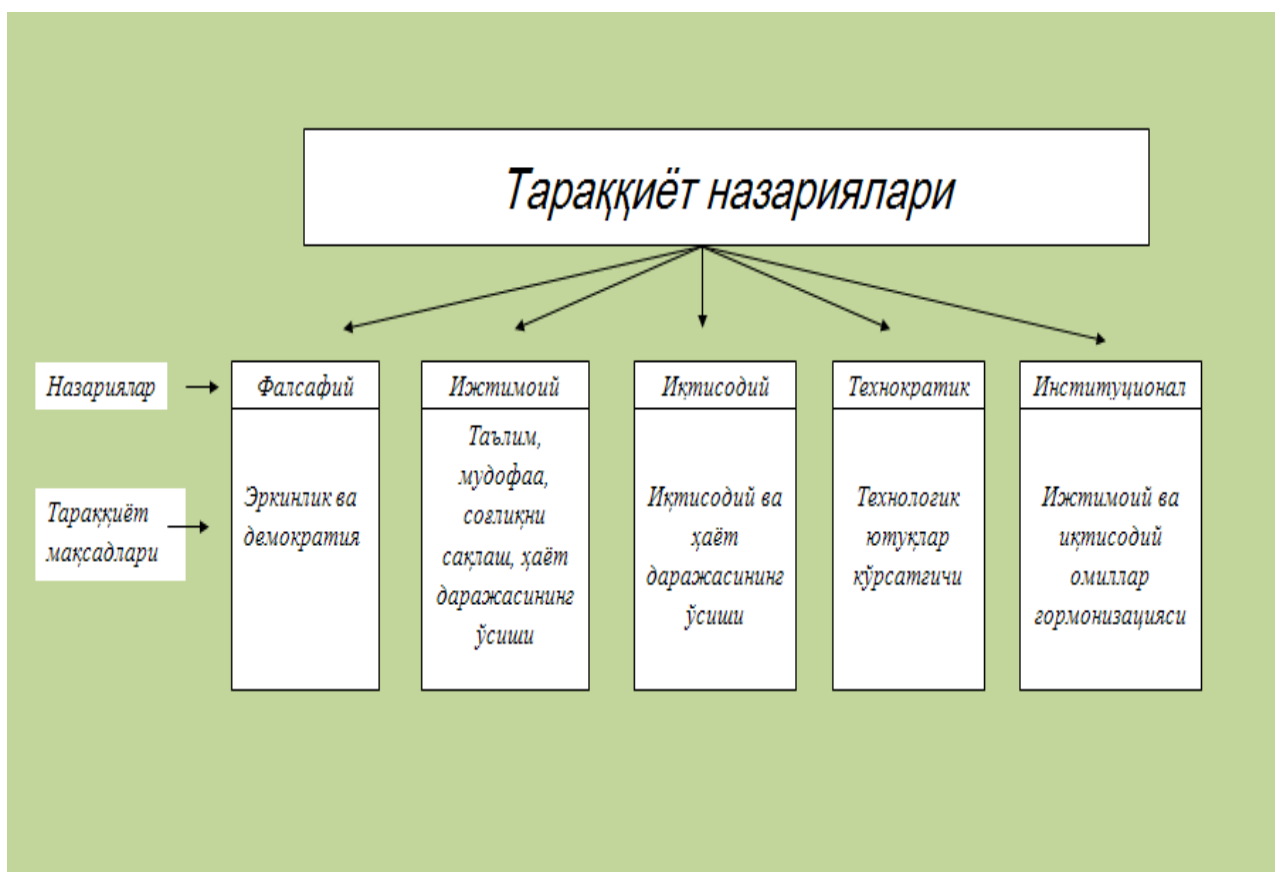 Тараққиёт назариялари
Назариялар
Фалсафий
Ижтимоий
Иқтисодий
Технократик
Институционал
Тараққиёт
мақсадлари
Эркинлик ва
демократия
Таълим,
мудофаа,
соғлиқни
сақлаш, ҳаёт
даражасининг
ўсиши
Иқтисодий ва
ҳаёт
даражасининг
ўсиши
Технологик
ютуқлар
кўрсатгичи
Ижтимоий ва
иқтисодий
омиллар
гормонизацияси